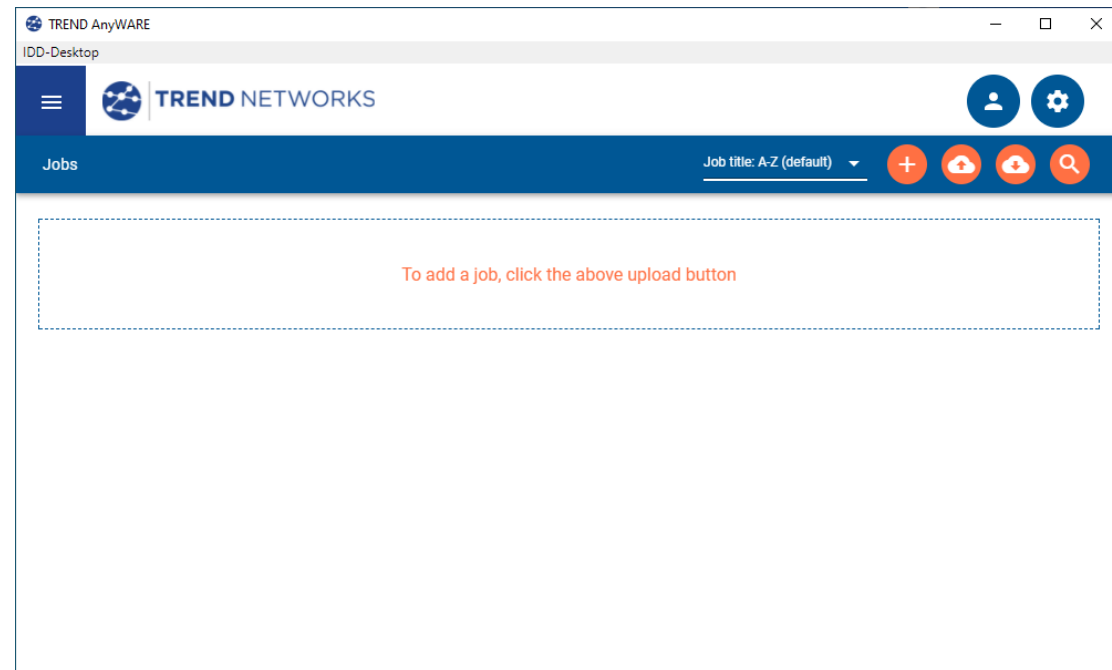 TREND AnyWARE
IDD-Desktop
TREND NETWORKS
Jobs
Job title: A-Z (default)
To add a job, click the above upload button